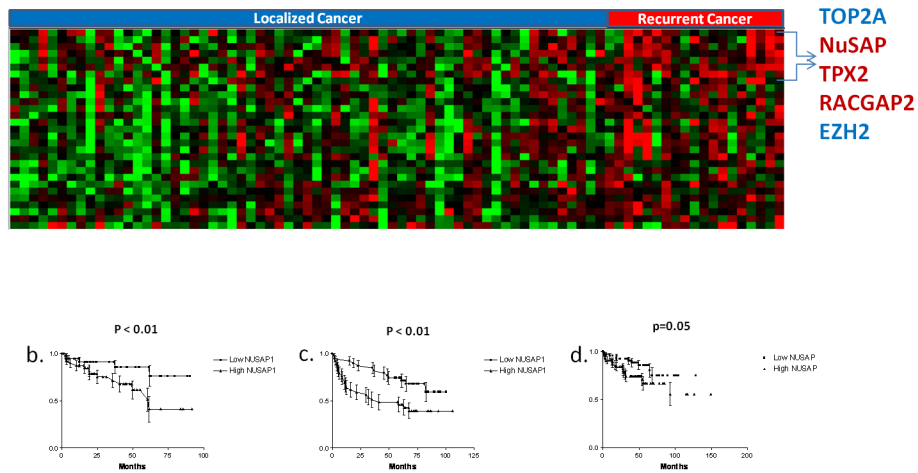 Localized Cancer
Recurrent Cancer
TOP2A
NuSAP
TPX2
RACGAP2
EZH2
b.
P < 0.01
1.0
0.5
0.0
0 25 50 75 100
Months
Low NUSAP1
High NUSAP1
c.
P < 0.01
1.0
0.5
0.0
0 25 50 75 100 125
Months
Low NUSAP1
High NUSAP1
d.
p=0.05
1.0
0.5
0.0
0 50 100 150 200
Months
Low NUSAP
High NUSAP